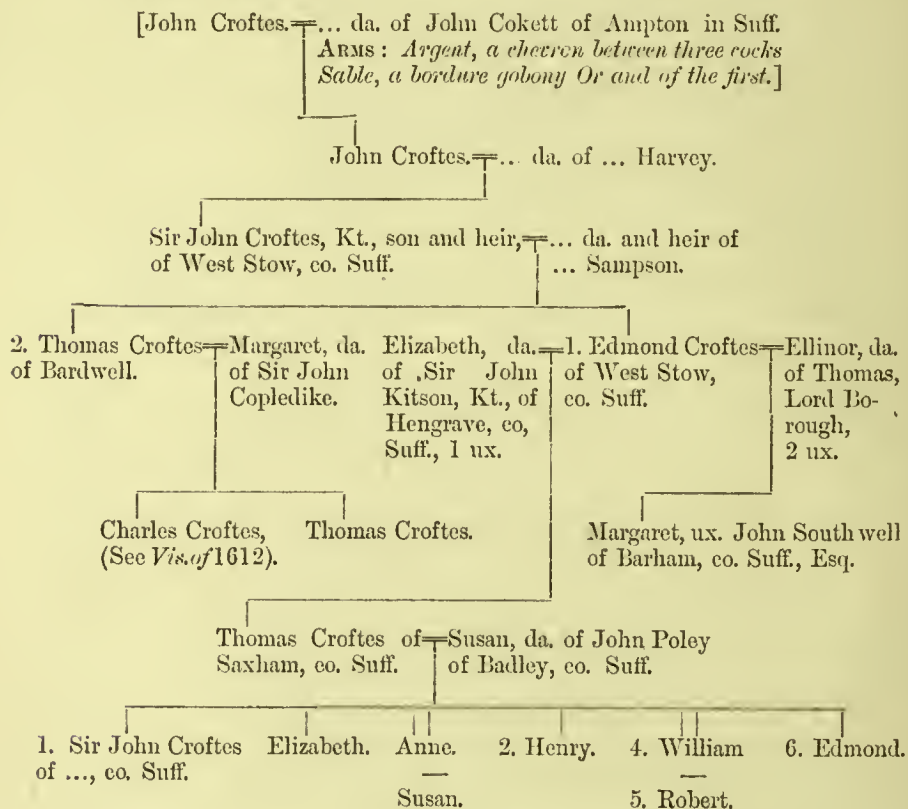 [John Croftes.=... da. of John Cokett of Ampton in Suff.
ARMS : Argent, a chevron between three cocks
Sable, a bordure gobony Or and of the first.]
John Croftes.=... da. of ... Harvey.
Sir John Croftes, Kt., son and heir,=... da. and heir of
of West Stow, co. Suff. ... Sampson.
2. Thomas Croftes=Margaret, da. Elizabeth, da.=1. Edmond Croftes=Ellinor, da.
of Bardwell. of Sir John of Sir John of West Stow, of Thomas,
Copledike. Kitson, Kt., of co. Suff. Lord Bo-
Hengrave, co, rough,
Suff., 1 ux. 2 ux.
Charles Croftes, Thomas Croftes. Margaret, ux. John Southwell
(See Vis. of 1612). of Barham, co. Suff., Esq.
Thomas Croftes of=Susan, da. of John Poley
Saxham, co. Suff. of Badley, co. Suff.
1. Sir John Croftes Elizabeth. Anne. 2. Henry. 4. William 6. Edmond.
of ..., co. Suff. — —
Susan. 5. Robert.